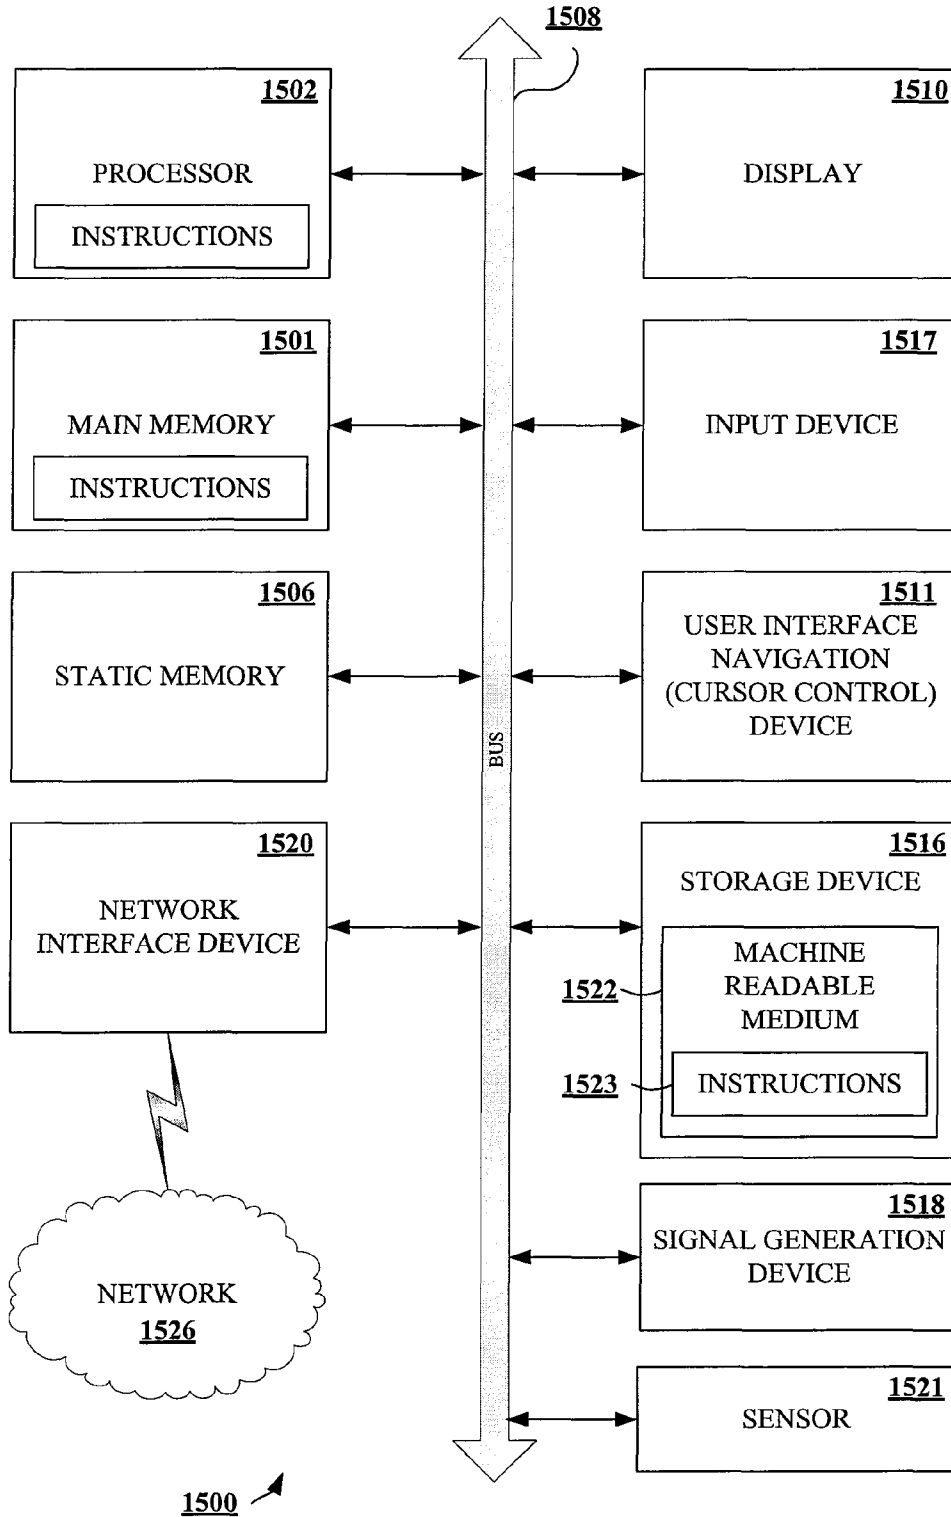 1508
1502
PROCESSOR
INSTRUCTIONS
1510
DISPLAY
1501
MAIN MEMORY
INSTRUCTIONS
1517
INPUT DEVICE
1506
STATIC MEMORY
1511
USER INTERFACE
NAVIGATION
(CURSOR CONTROL)
DEVICE
BUS
1520
NETWORK
INTERFACE DEVICE
1516
STORAGE DEVICE
MACHINE
READABLE
MEDIUM
1522
INSTRUCTIONS
1523
1518
SIGNAL GENERATION
DEVICE
NETWORK
1526
1521
SENSOR
1500